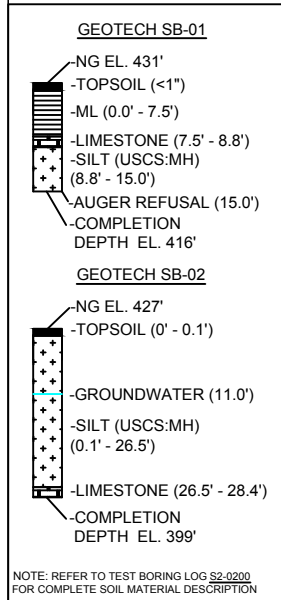 GEOTECH SB-01
-NG EL. 431'
-TOPSOIL (<1")
-ML (0.0' - 7.5')
-LIMESTONE (7.5' - 8.8')
-SILT (USCS:MH)
(8.8' - 15.0')
-AUGER REFUSAL (15.0')
-COMPLETION
DEPTH EL. 416'
GEOTECH SB-02
-NG EL. 427'
-TOPSOIL (0' - 0.1')
-GROUNDWATER (11.0')
-SILT (USCS:MH)
(0.1' - 26.5')
-LIMESTONE (26.5' - 28.4')
-COMPLETION
DEPTH EL. 399'
NOTE: REFER TO TEST BORING LOG S2-0200
FOR COMPLETE SOIL MATERIAL DESCRIPTION